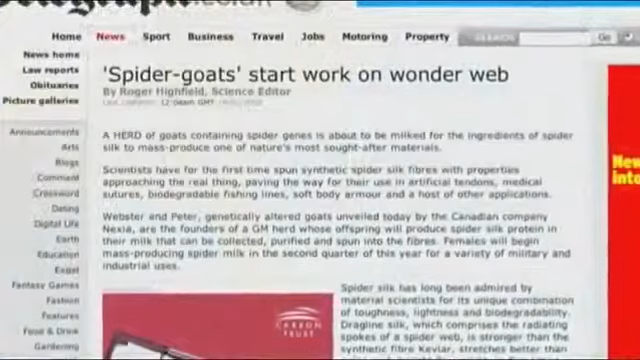 Home News Sport Business Travel Jobs Motoring Property SEARCH Go
News home
Law reports
Obituaries
Picture galleries
Announcements
Arts
Blogs
Comment
Crossword
Dating
Digital Life
Earth
Education
Expat
Fantasy Games
Fashion
Features
Food & Drink
Gardening
'Spider-goats' start work on wonder web
By Roger Highfield, Science Editor
A HERD of goats containing spider genes is about to be milked for the ingredients of spider
silk to mass-produce one of nature's most sought-after materials.
Scientists have for the first time spun synthetic spider silk fibres with properties
approaching the real thing, paving the way for their use in artificial tendons, medical
sutures, biodegradable fishing lines, soft body armour and a host of other applications.
Webster and Peter, genetically altered goats unveiled today by the Canadian company
Nexia, are the founders of a GM herd whose offspring will produce spider silk protein in
their milk that can be collected, purified and spun into the fibres. Females will begin
mass-producing spider milk in the second quarter of this year for a variety of military and
industrial uses.
Spider silk has long been admired by
material scientists for its unique combination
of toughness, lightness and biodegradability.
Dragline silk, which comprises the radiating
spokes of a spider web, is stronger than the
synthetic fibre Kevlar, stretches better than
CARBON
TRUST
New
into